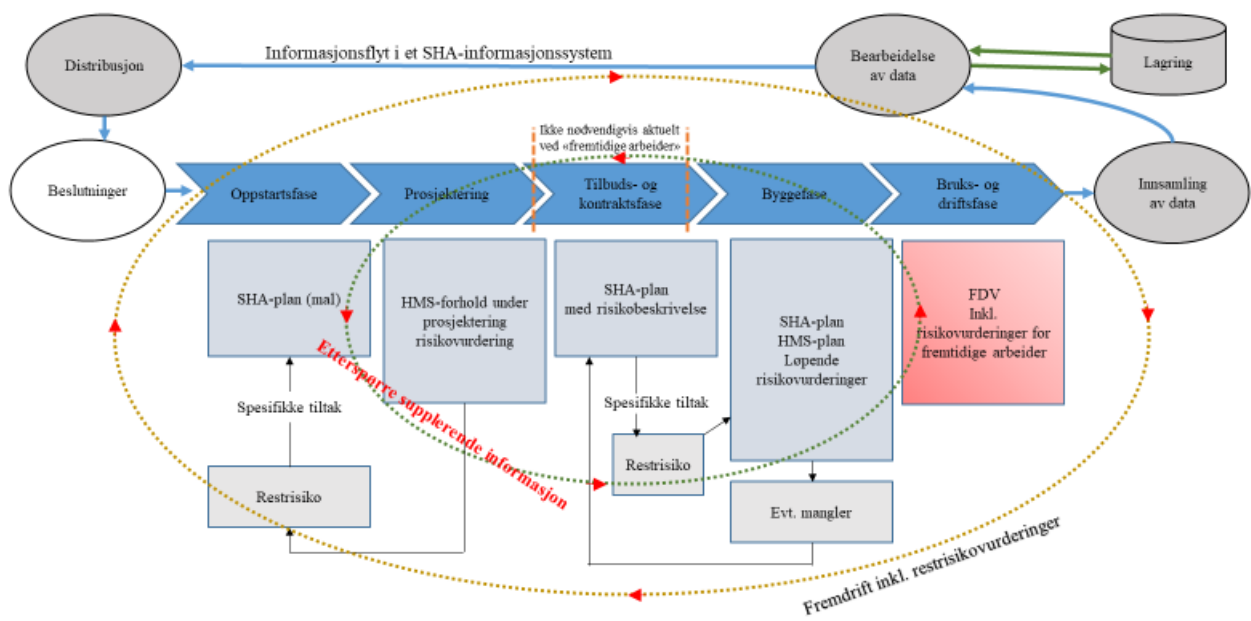 Informasjonsflyt i et SHA-informasjonssystem
Distribusjon
Bearbeidelse
av data
Lagring
Ikke nødvendigvis aktuelt
ved «fremtidige arbeider»
Beslutninger
Oppstartsfase
Prosjektering
Tilbuds- og
kontraktsfase
Byggefase
Bruks- og
driftsfase
Innsamling
av data
SHA-plan (mal)
HMS-forhold under
prosjektering
risikovurdering
SHA-plan
med risikobeskrivelse
SHA-plan
HMS-plan
Løpende
risikovurderinger
FDV
Inkl.
risikovurderinger for
fremtidige arbeider
Ettersporre supplerende informasjon
Spesifikke tiltak
Spesifikke tiltak
Restrisiko
Restrisiko
Evt. mangler
Fremdrift inkl. restrisikovurderinger